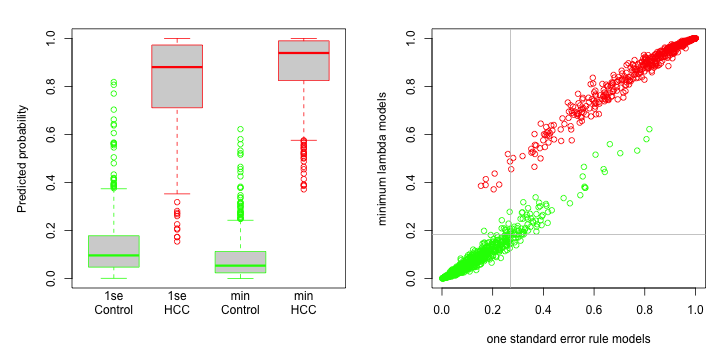 Predicted probability
0.0
0.2
0.4
0.6
0.8
1.0
1se
Control
1se
HCC
min
Control
min
HCC
minimum lambda models
0.0
0.2
0.4
0.6
0.8
1.0
0.0 0.2 0.4 0.6 0.8 1.0
one standard error rule models